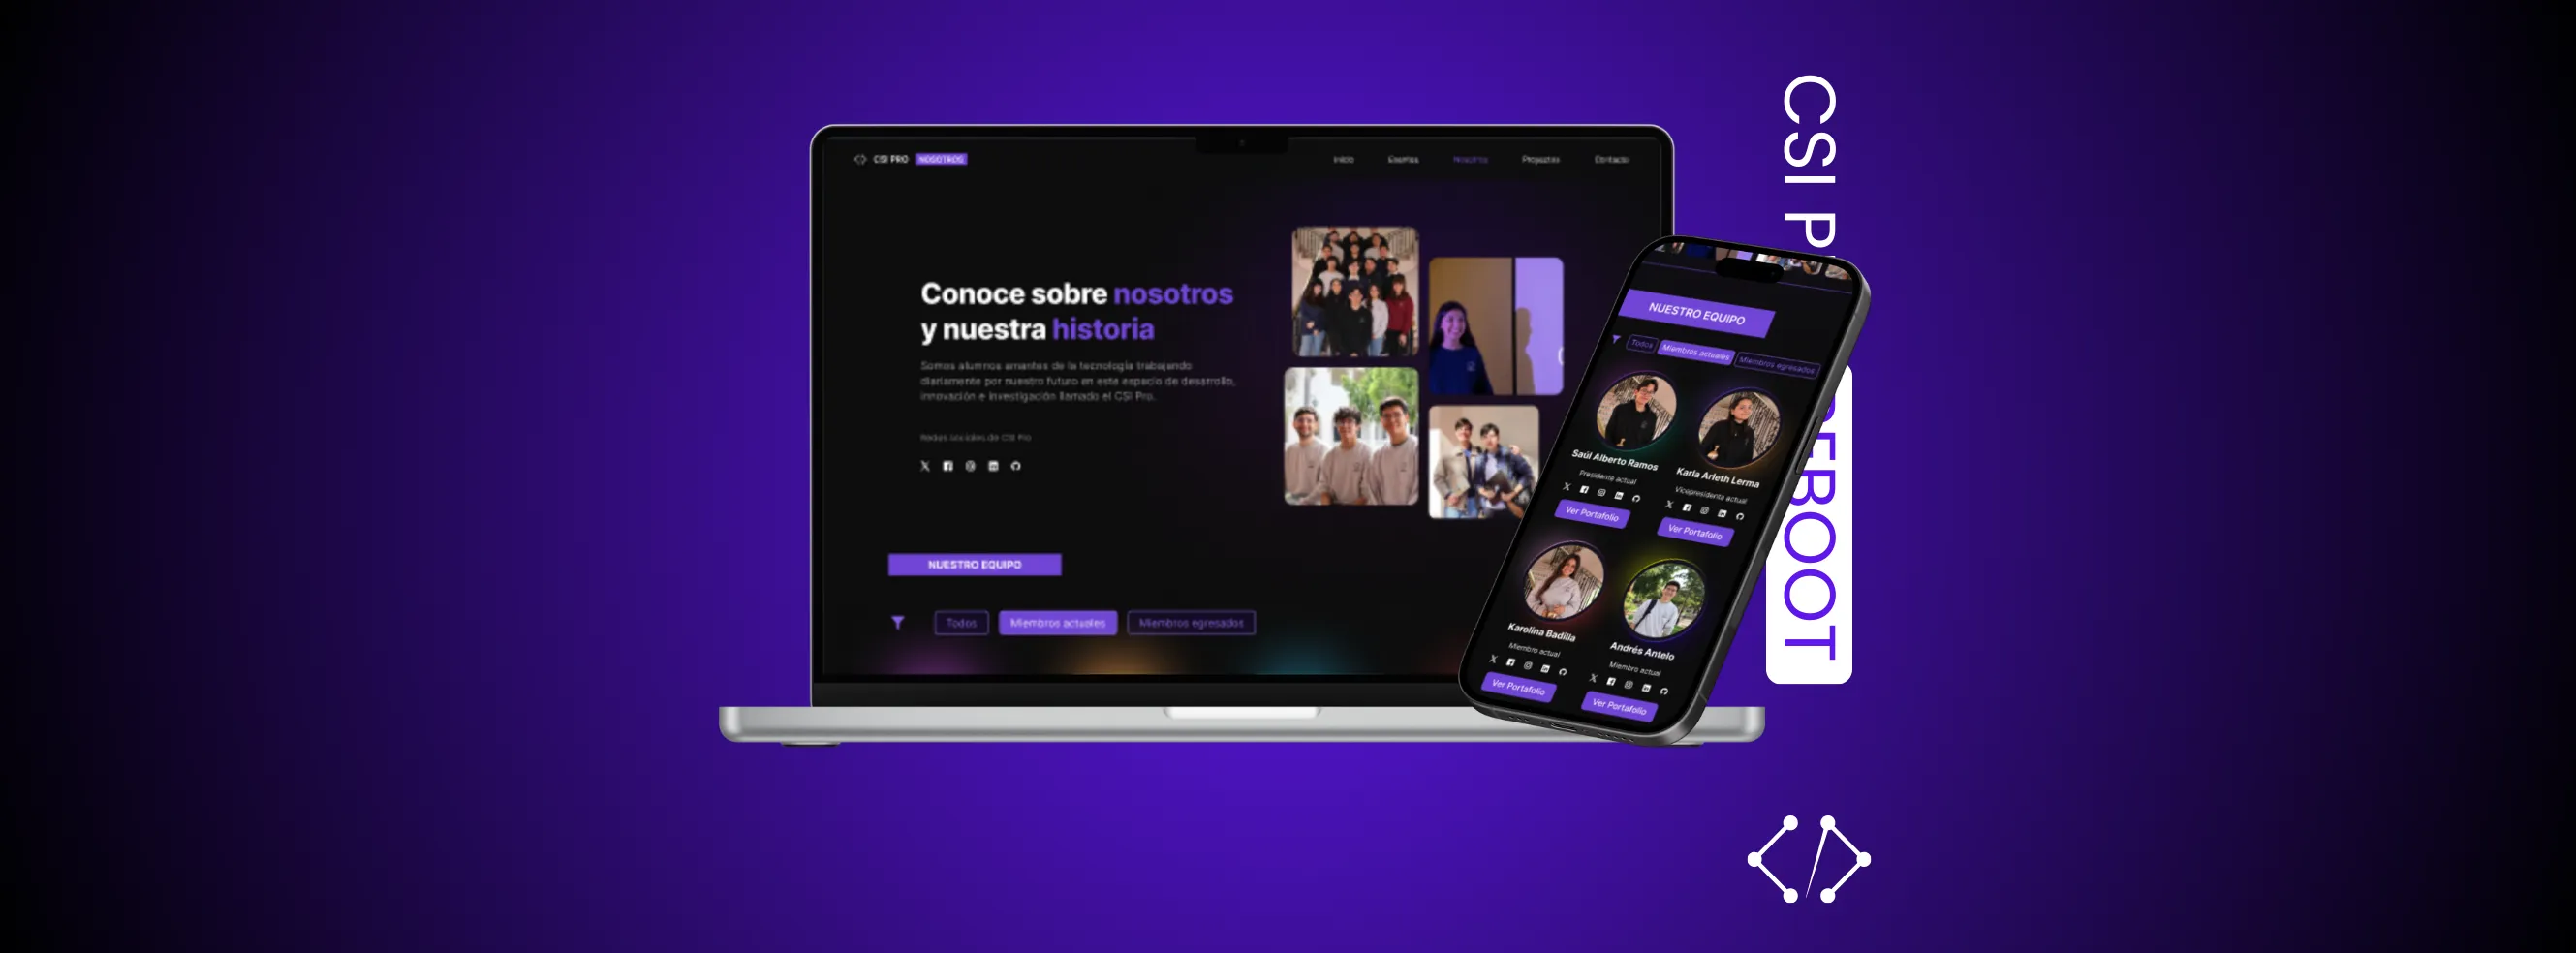 CSI PRO NOSOTROS
Inicio Eventos Nosotros Proyectos Contacto
Conoce sobre nosotros
y nuestra historia
Somos alumnos amantes de la tecnología trabajando
diariamente por nuestro futuro en este espacio de desarrollo,
innovación e investigación llamado el CSI Pro.
Redes sociales de CSI Pro
NUESTRO EQUIPO
Todos Miembros actuales Miembros egresados
NUESTRO EQUIPO
Todos Miembros actuales Miembros egresados
Saúl Alberto Ramos
Presidente actual
Ver Portafolio
Karla Arleth Lerma
Vicepresidenta actual
Ver Portafolio
Karolina Badilla
Miembro actual
Ver Portafolio
Andrés Antelo
Miembro actual
Ver Portafolio
CSI P
EBOOT